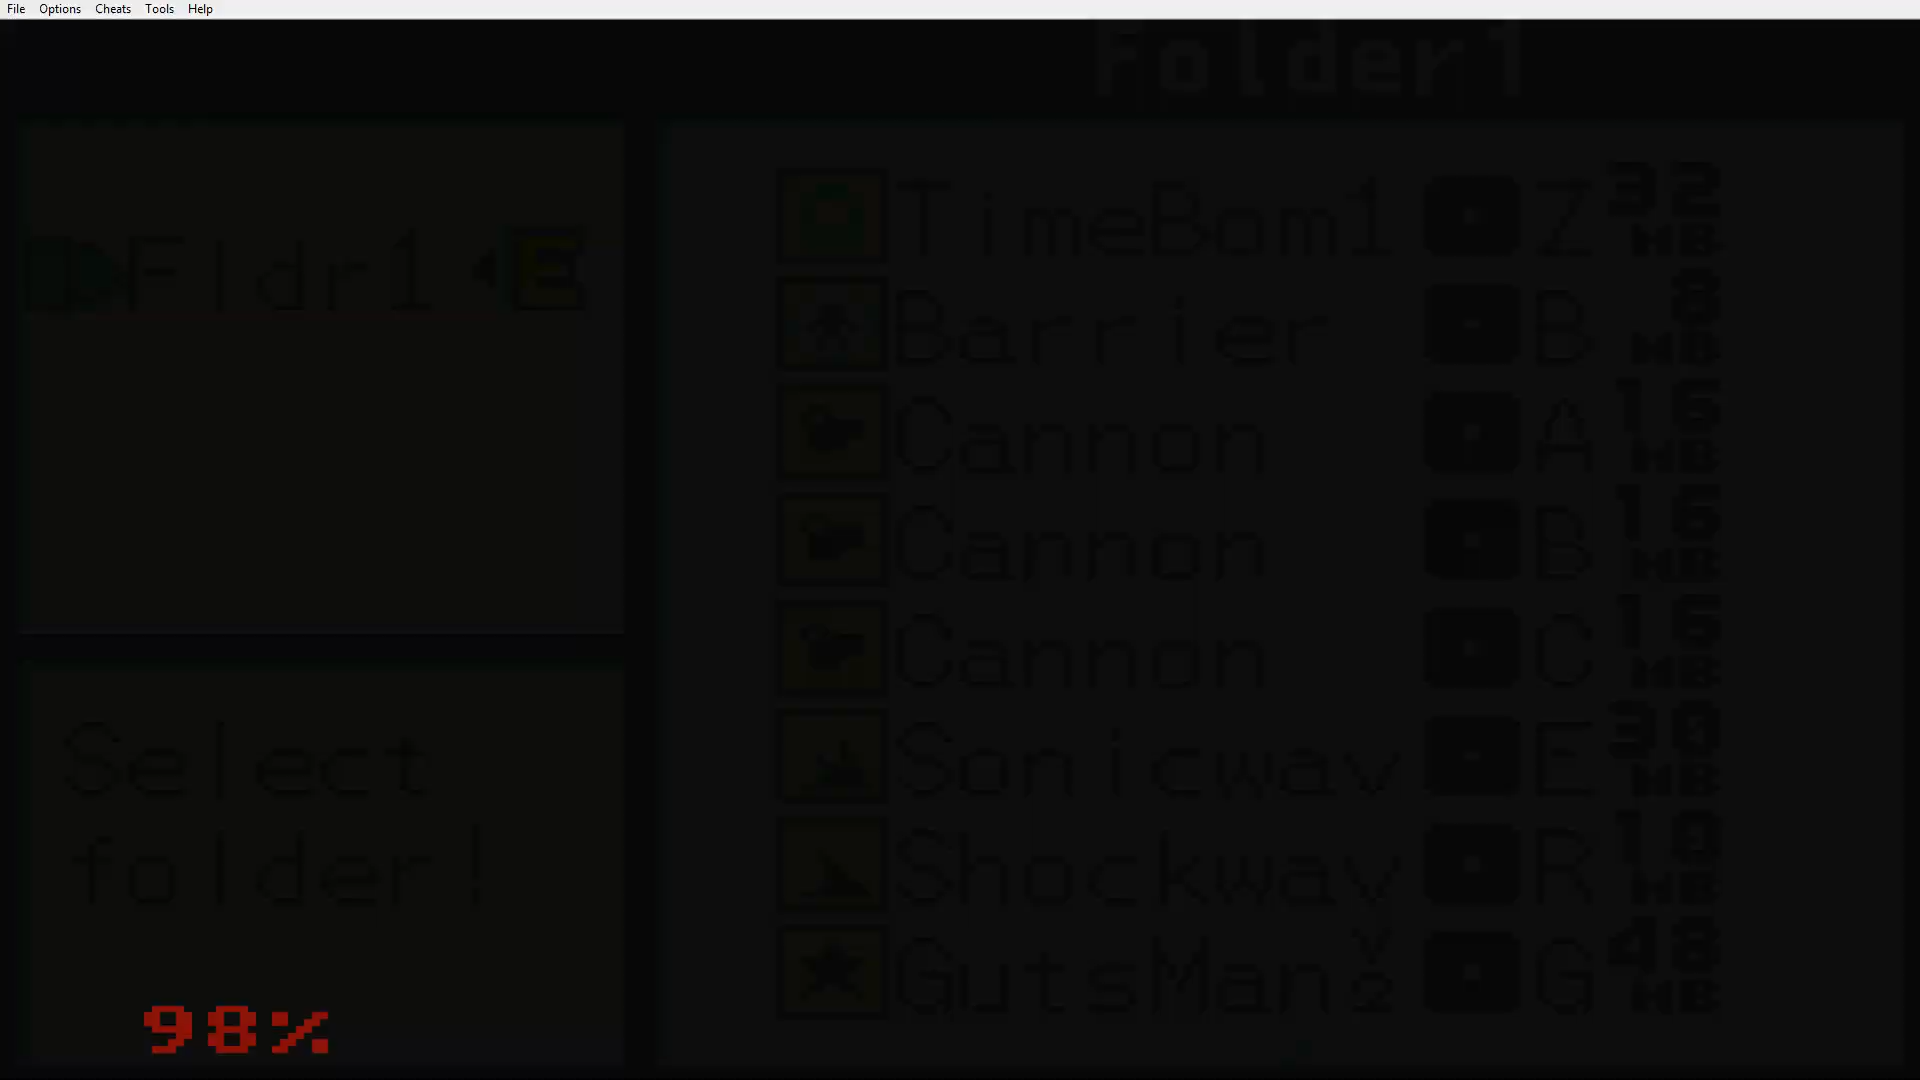 File Options Cheats Tools Help
Folder1
Fldr1 E
TimeBom1 Z 32 MB
Barrier B 8 MB
Cannon A 16 MB
Cannon B 16 MB
Cannon C 16 MB
Sonicwav E 30 MB
Shockwav R 10 MB
GutsMan V2 G 48 MB
Select
folder!
98%